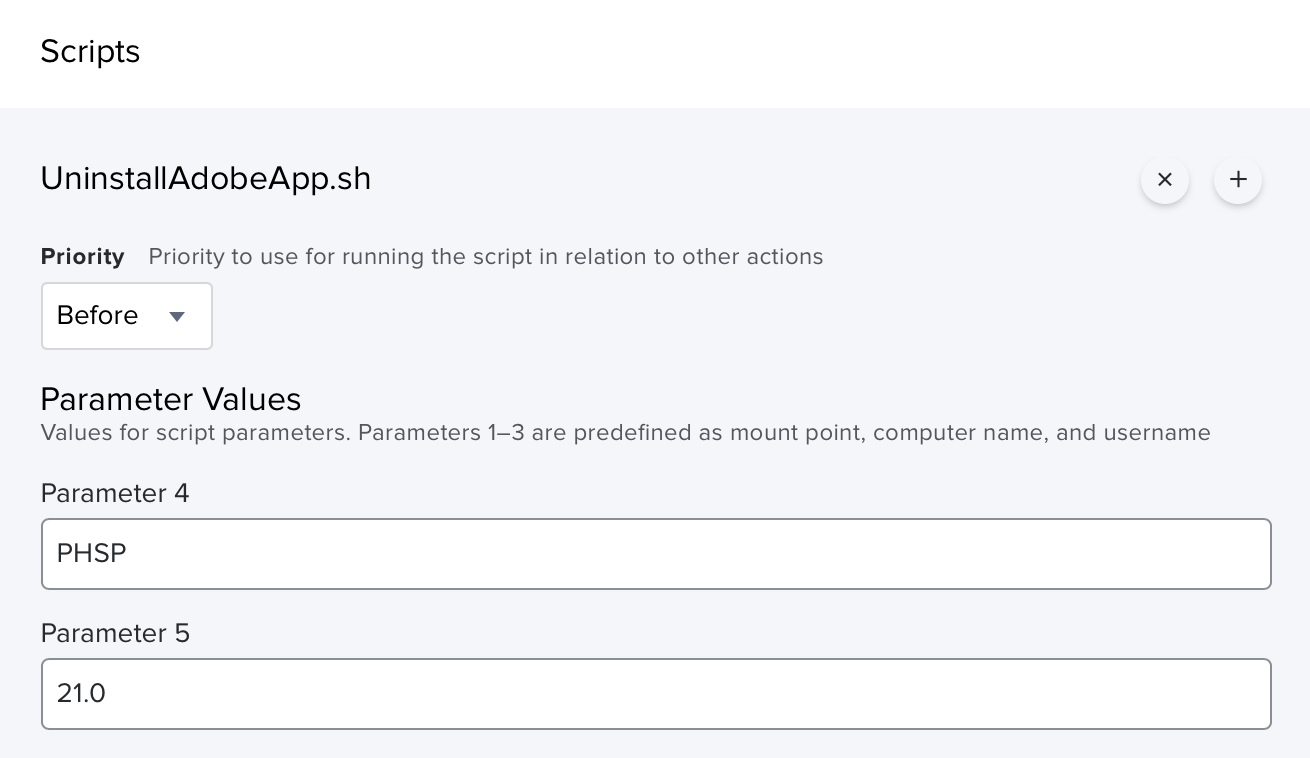 Scripts
UninstallAdobeApp.sh
Priority Priority to use for running the script in relation to other actions
Before
Parameter Values
Values for script parameters. Parameters 1–3 are predefined as mount point, computer name, and username
Parameter 4
PHSP
Parameter 5
21.0